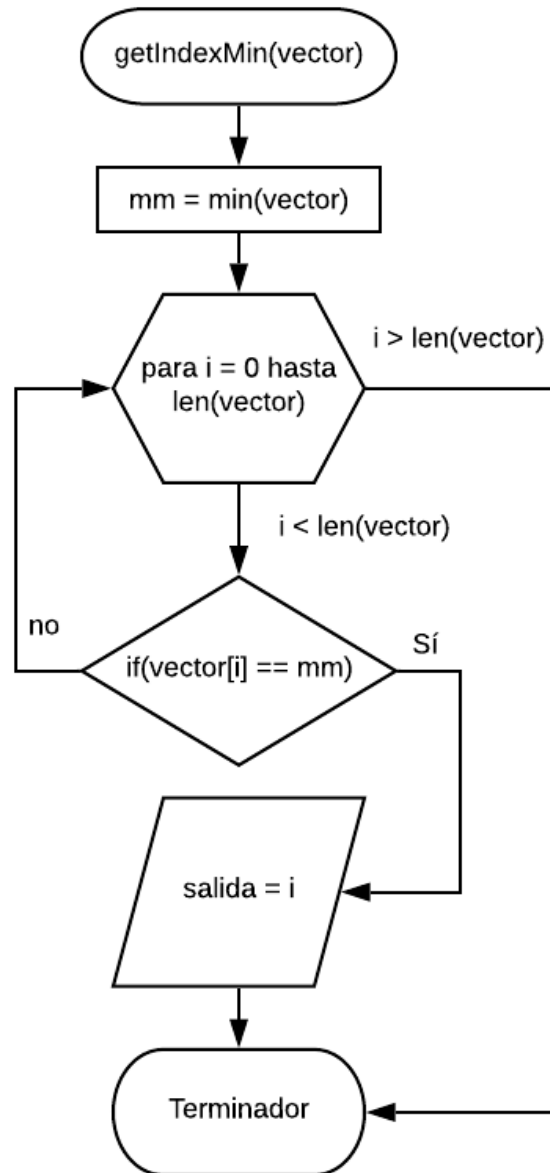 getIndexMin(vector)
mm = min(vector)
para i = 0 hasta
len(vector)
i > len(vector)
i < len(vector)
no
if(vector[i] == mm)
Sí
salida = i
Terminador